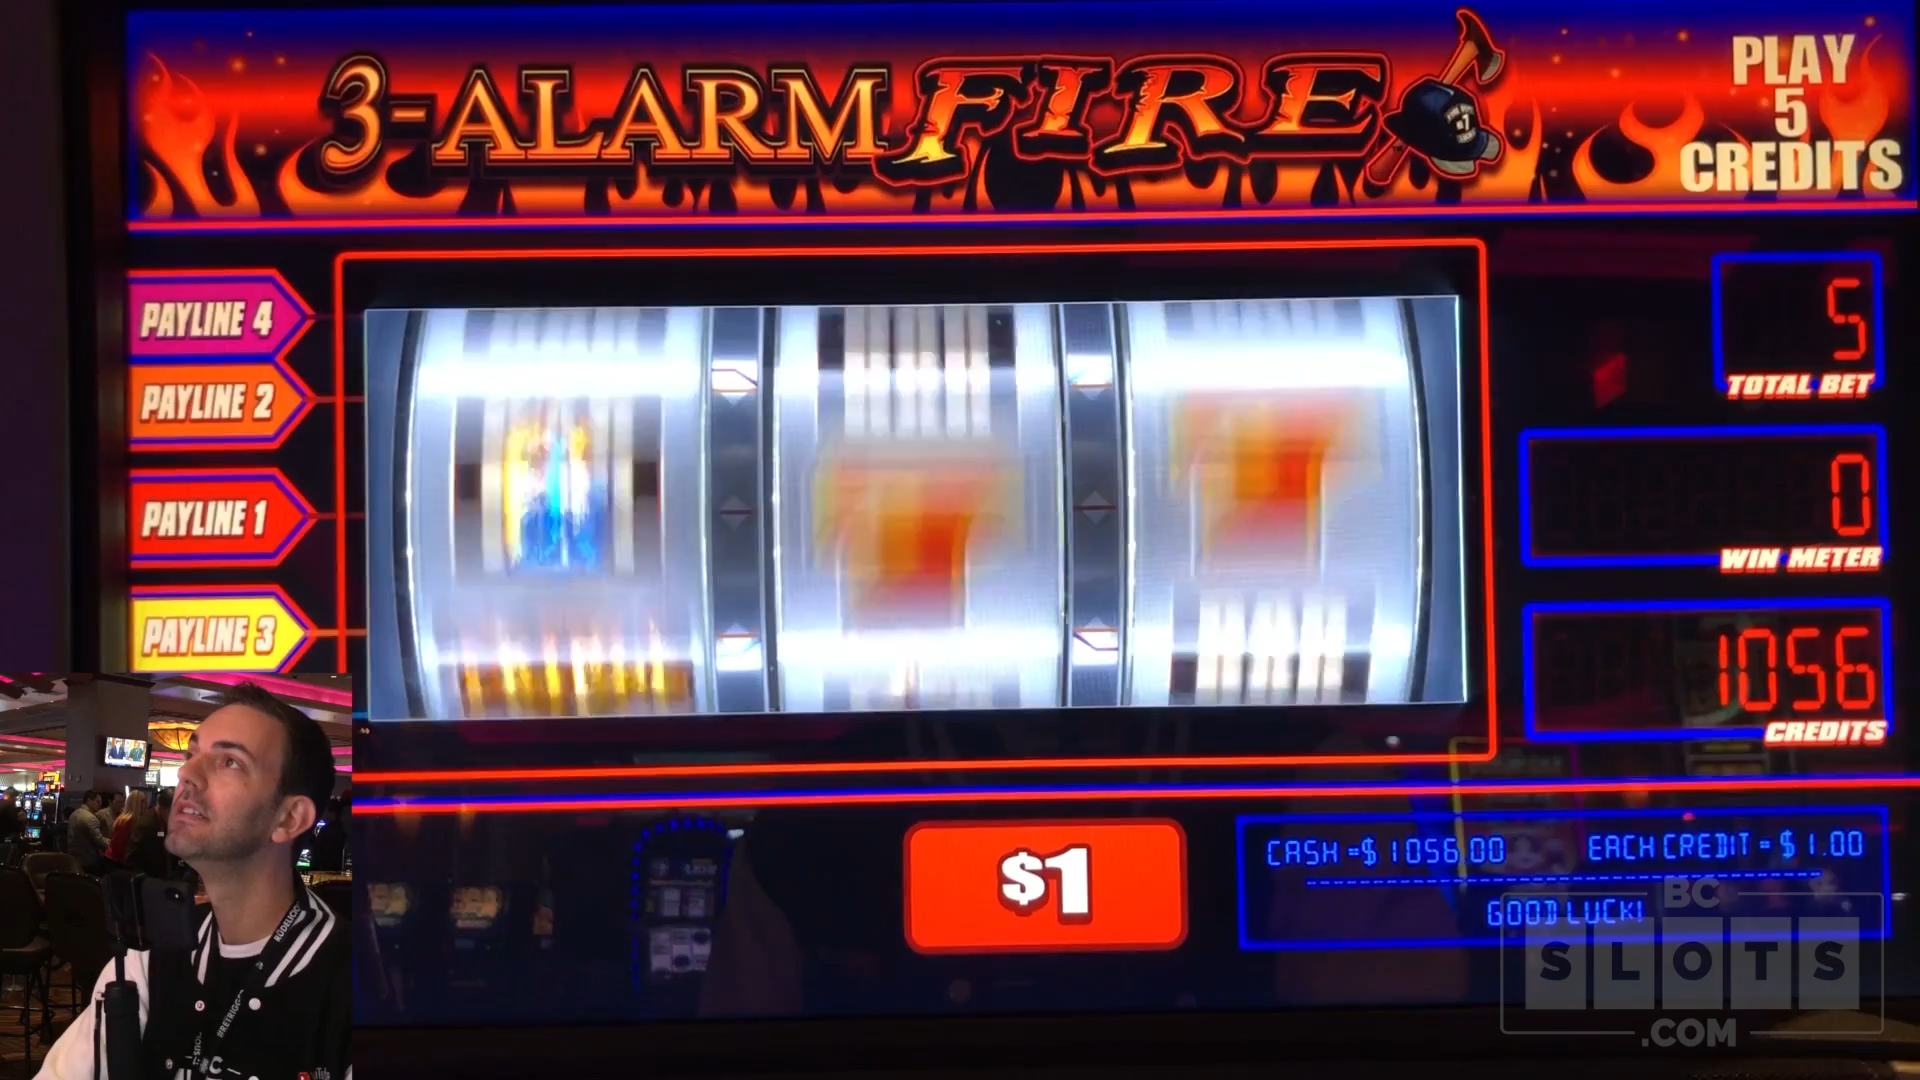 3-ALARM FIRE
PLAY
5
CREDITS
PAYLINE 4
PAYLINE 2
PAYLINE 1
PAYLINE 3
5
TOTAL BET
0
WIN METER
1056
CREDITS
$1
CASH =$ 1056.00 EACH CREDIT = $ 1.00
GOOD LUCK!
BC
SLOTS
.COM